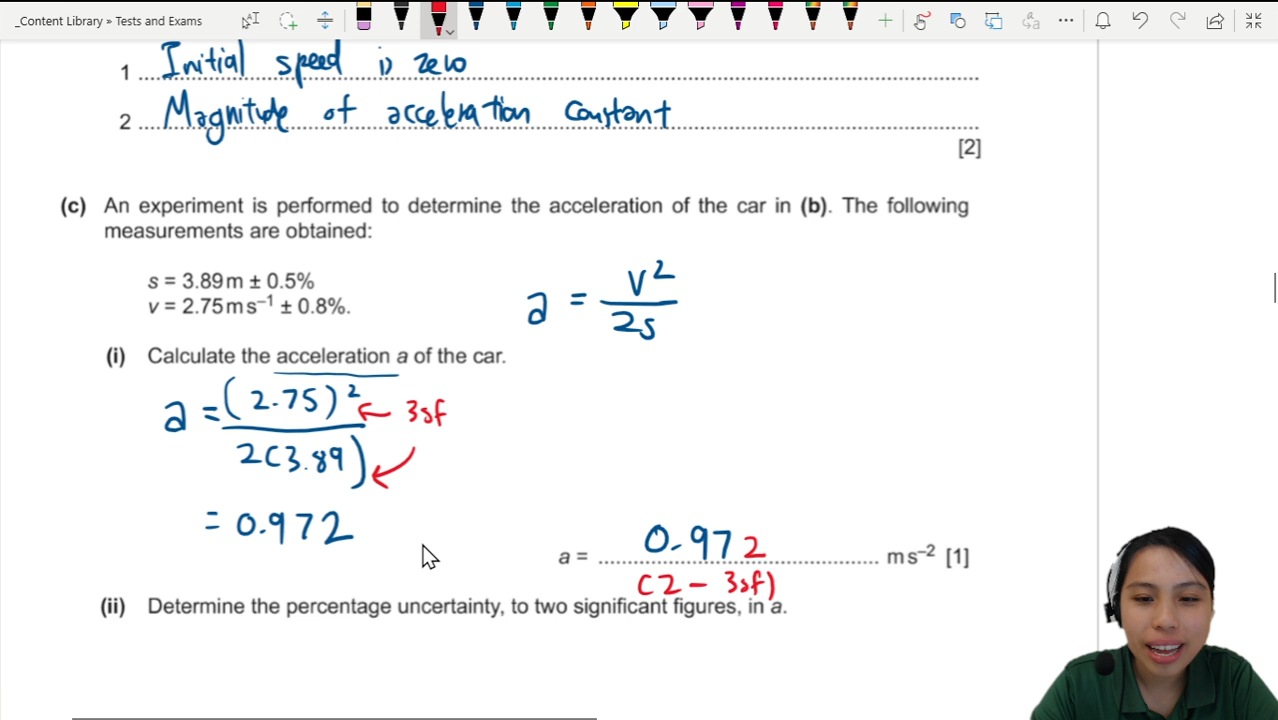 _Content Library » Tests and Exams
1 Initial speed is zero
2 Magnitude of acceleration constant
[2]
(c) An experiment is performed to determine the acceleration of the car in (b). The following
measurements are obtained:
s = 3.89 m ± 0.5%
v = 2.75 m s⁻¹ ± 0.8%.
a = v² / 2s
(i) Calculate the acceleration a of the car.
a = (2.75)² / 2(3.89)
← 3sf
= 0.972
a = 0.972 m s⁻² [1]
(2 – 3sf)
(ii) Determine the percentage uncertainty, to two significant figures, in a.